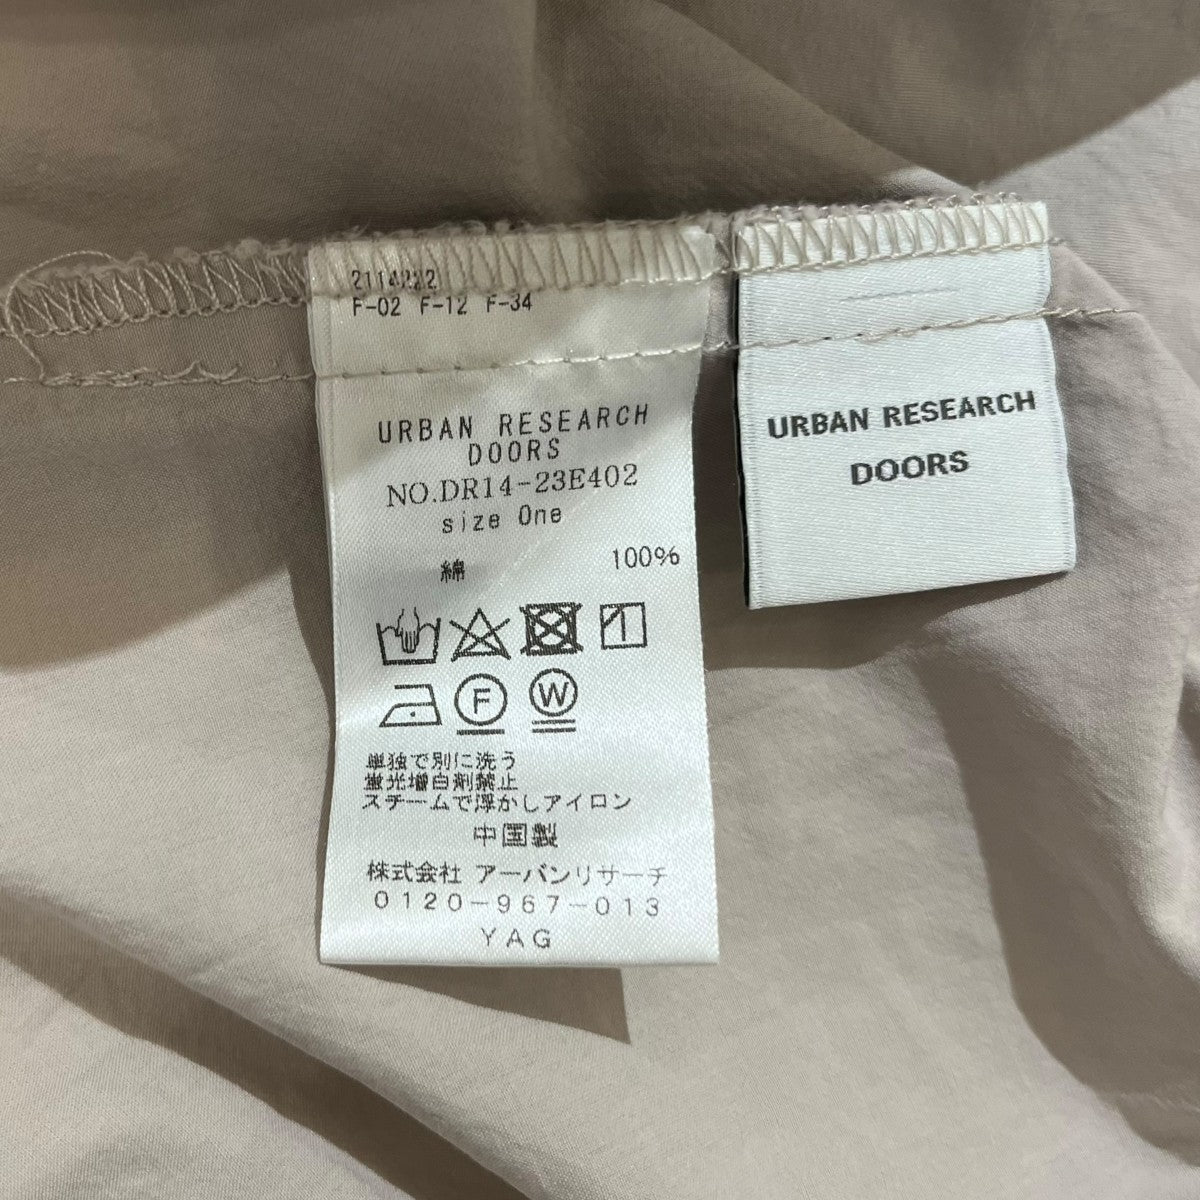 2114222
F-02 F-12 F-34
URBAN RESEARCH
DOORS
NO.DR14-23E402
size One
綿 100%
F
W
単独で別に洗う
蛍光増白剤禁止
スチームで浮かしアイロン
中国製
株式会社 アーバンリサーチ
0120-967-013
YAG
URBAN RESEARCH
DOORS